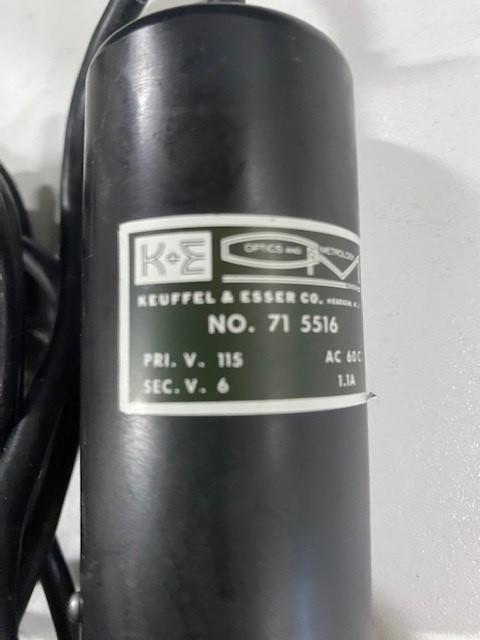 K+E OPTICS AND METROLOGY
KEUFFEL & ESSER CO.,
NO. 71 5516
PRI. V. 115 AC 60 C
SEC. V. 6 1.1A